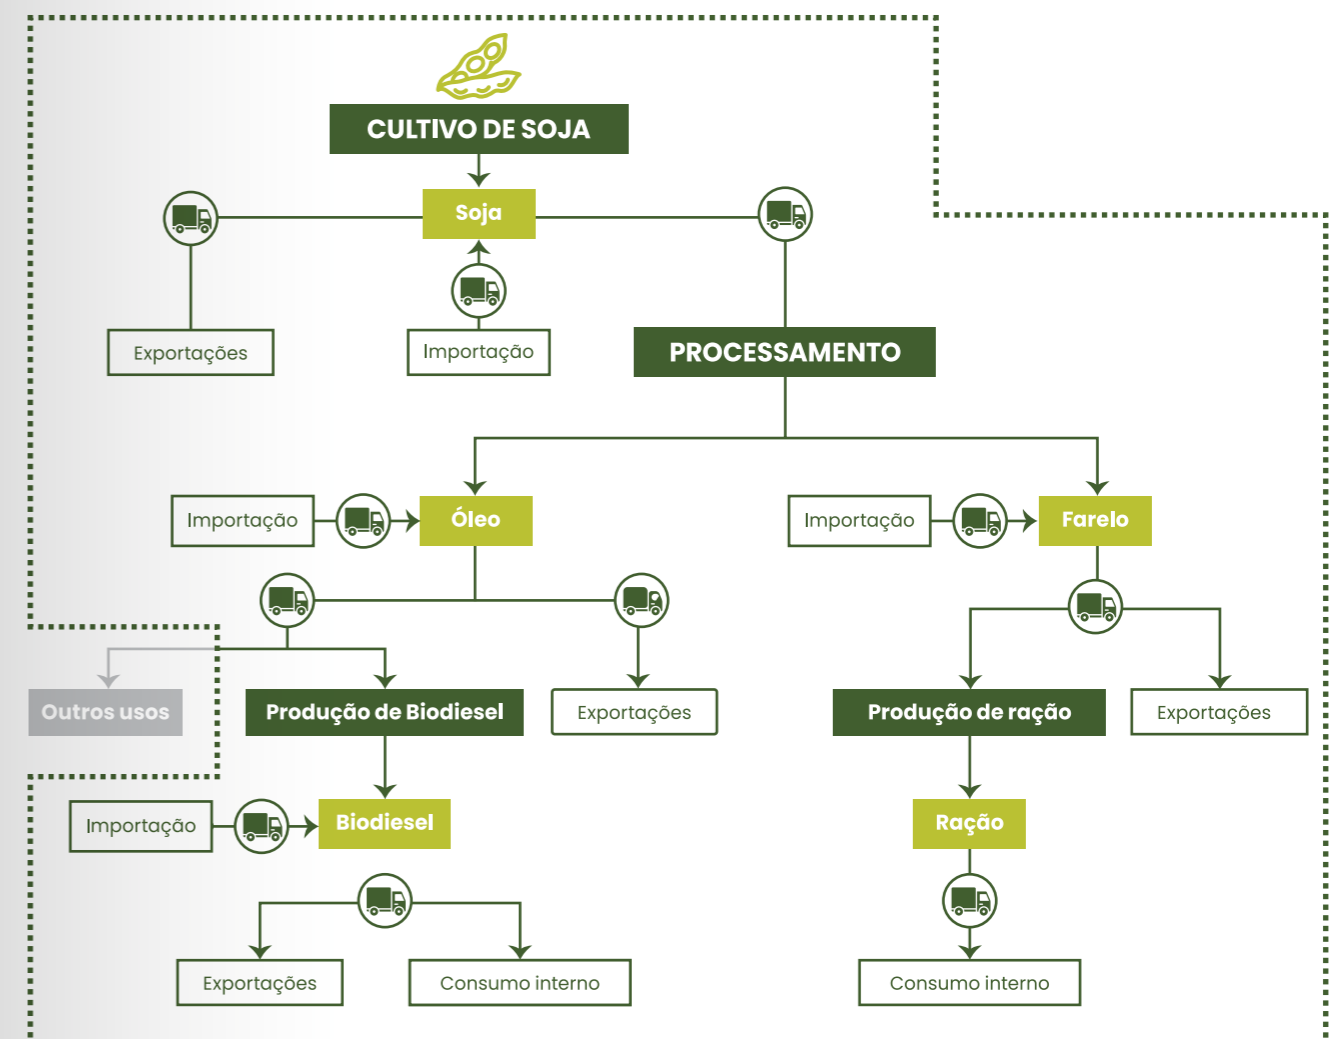 CULTIVO DE SOJA
Soja
Exportações
Importação
PROCESSAMENTO
Importação
Óleo
Importação
Farelo
Outros usos
Produção de Biodiesel
Exportações
Produção de ração
Exportações
Importação
Biodiesel
Ração
Exportações
Consumo interno
Consumo interno